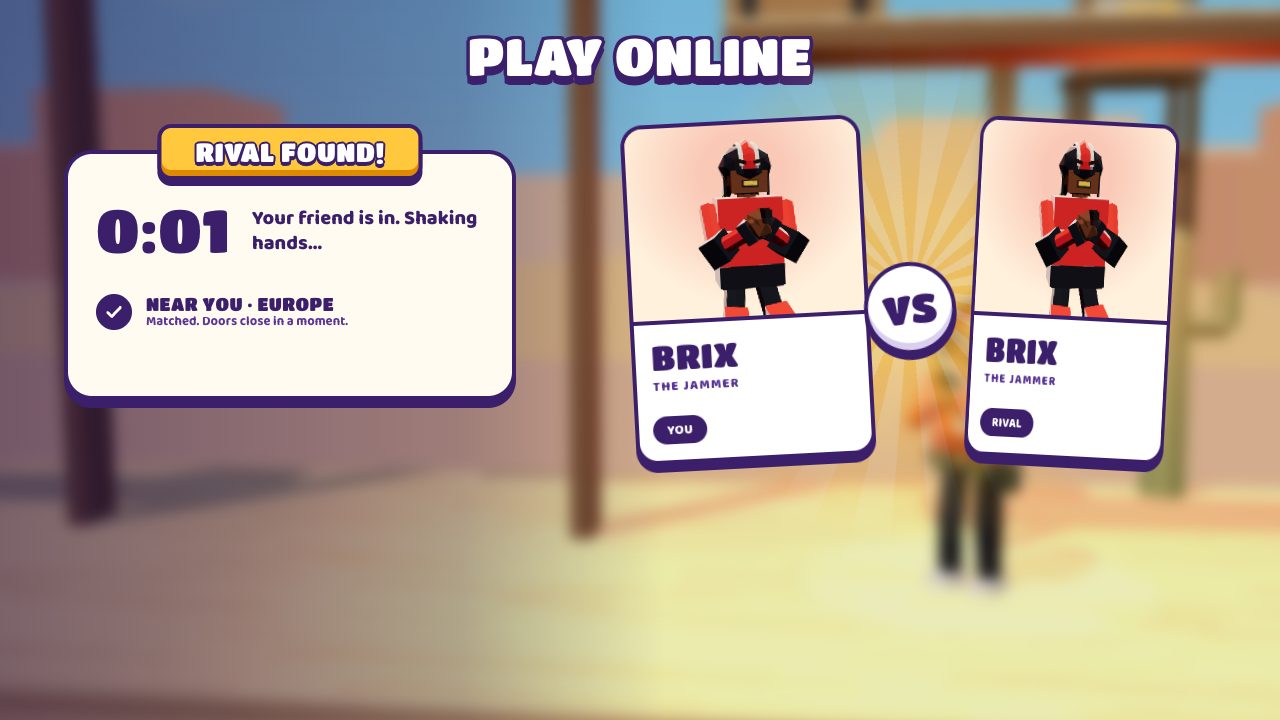 PLAY ONLINE
RIVAL FOUND!
0:01
Your friend is in. Shaking
hands...
NEAR YOU · EUROPE
Matched. Doors close in a moment.
BRIX
THE JAMMER
YOU
VS
BRIX
THE JAMMER
RIVAL